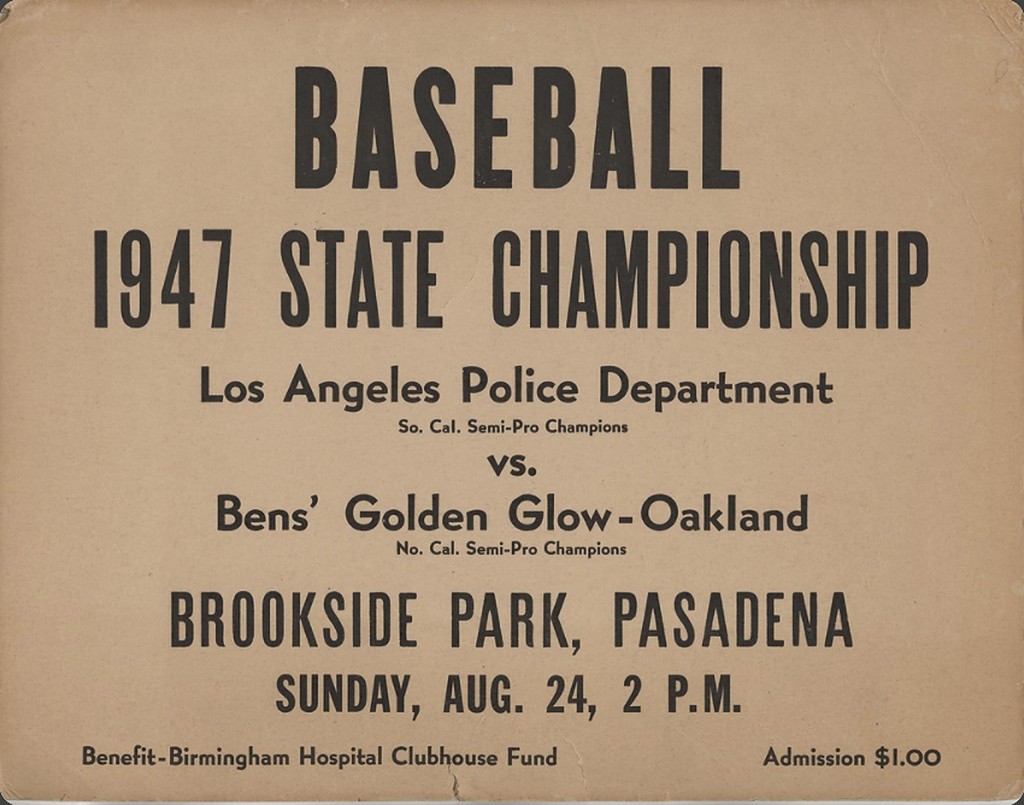 BASEBALL
1947 STATE CHAMPIONSHIP
Los Angeles Police Department
So. Cal. Semi-Pro Champions
vs.
Bens' Golden Glow-Oakland
No. Cal. Semi-Pro Champions
BROOKSIDE PARK, PASADENA
SUNDAY, AUG. 24, 2 P.M.
Benefit-Birmingham Hospital Clubhouse Fund
Admission $1.00